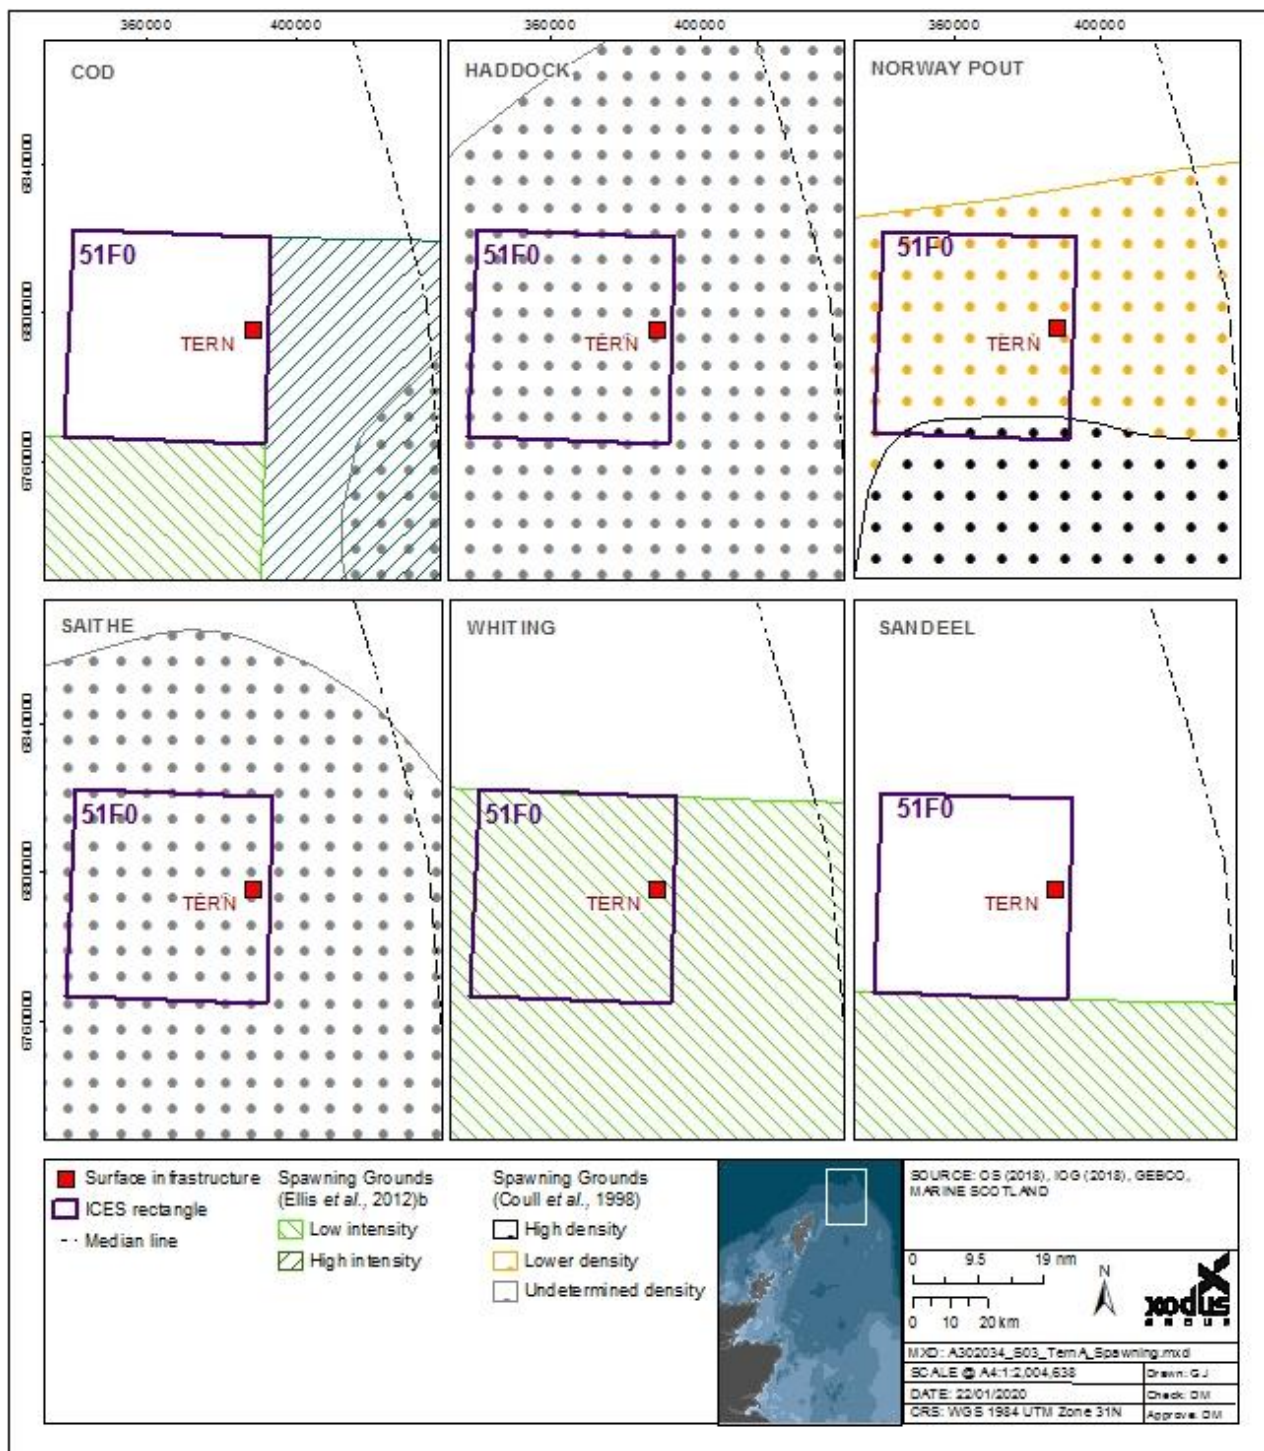 360000 400000 360000 400000 360000 400000
COD
HADDOCK
NORWAY POUT
6840000
6800000
6760000
51F0
TERN
51F0
TERN
51F0
TERN
SAITHE
WHITING
SANDEEL
6840000
6800000
6760000
51F0
TERN
51F0
TERN
51F0
TERN
Surface infrastructure
ICES rectangle
Median line
Spawning Grounds
(Ellis et al., 2012)b
Low intensity
High intensity
Spawning Grounds
(Coull et al., 1998)
High density
Lower density
Undetermined density
SOURCE: OS (2018), IOG (2018), GEBCO,
MARINE SCOTLAND
0 9.5 19 nm
0 10 20 km
N
xodus
GROUP
MXD: A302034_S03_TernA_Spawning.mxd
SCALE @ A4:1:2,004,638
Drawn: GJ
DATE: 22/01/2020
Check: DM
CRS: WGS 1984 UTM Zone 31N
Approve: DM